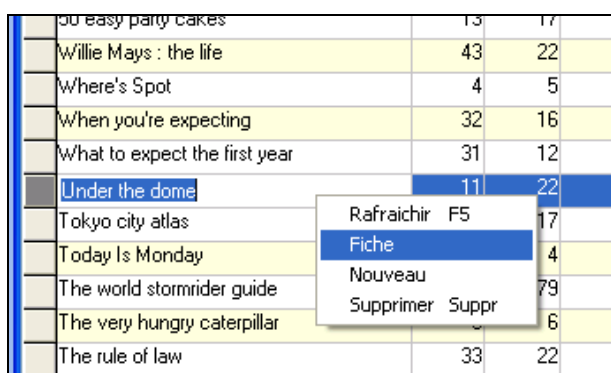 50 easy party cakes 13 17
Willie Mays : the life 43 22
Where's Spot 4 5
When you're expecting 32 16
What to expect the first year 31 12
Under the dome 11 22
Rafraichir F5
Tokyo city atlas 17
Fiche
Today Is Monday 4
Nouveau
The world stormrider guide 79
Supprimer Suppr
The very hungry caterpillar 6
The rule of law 33 22